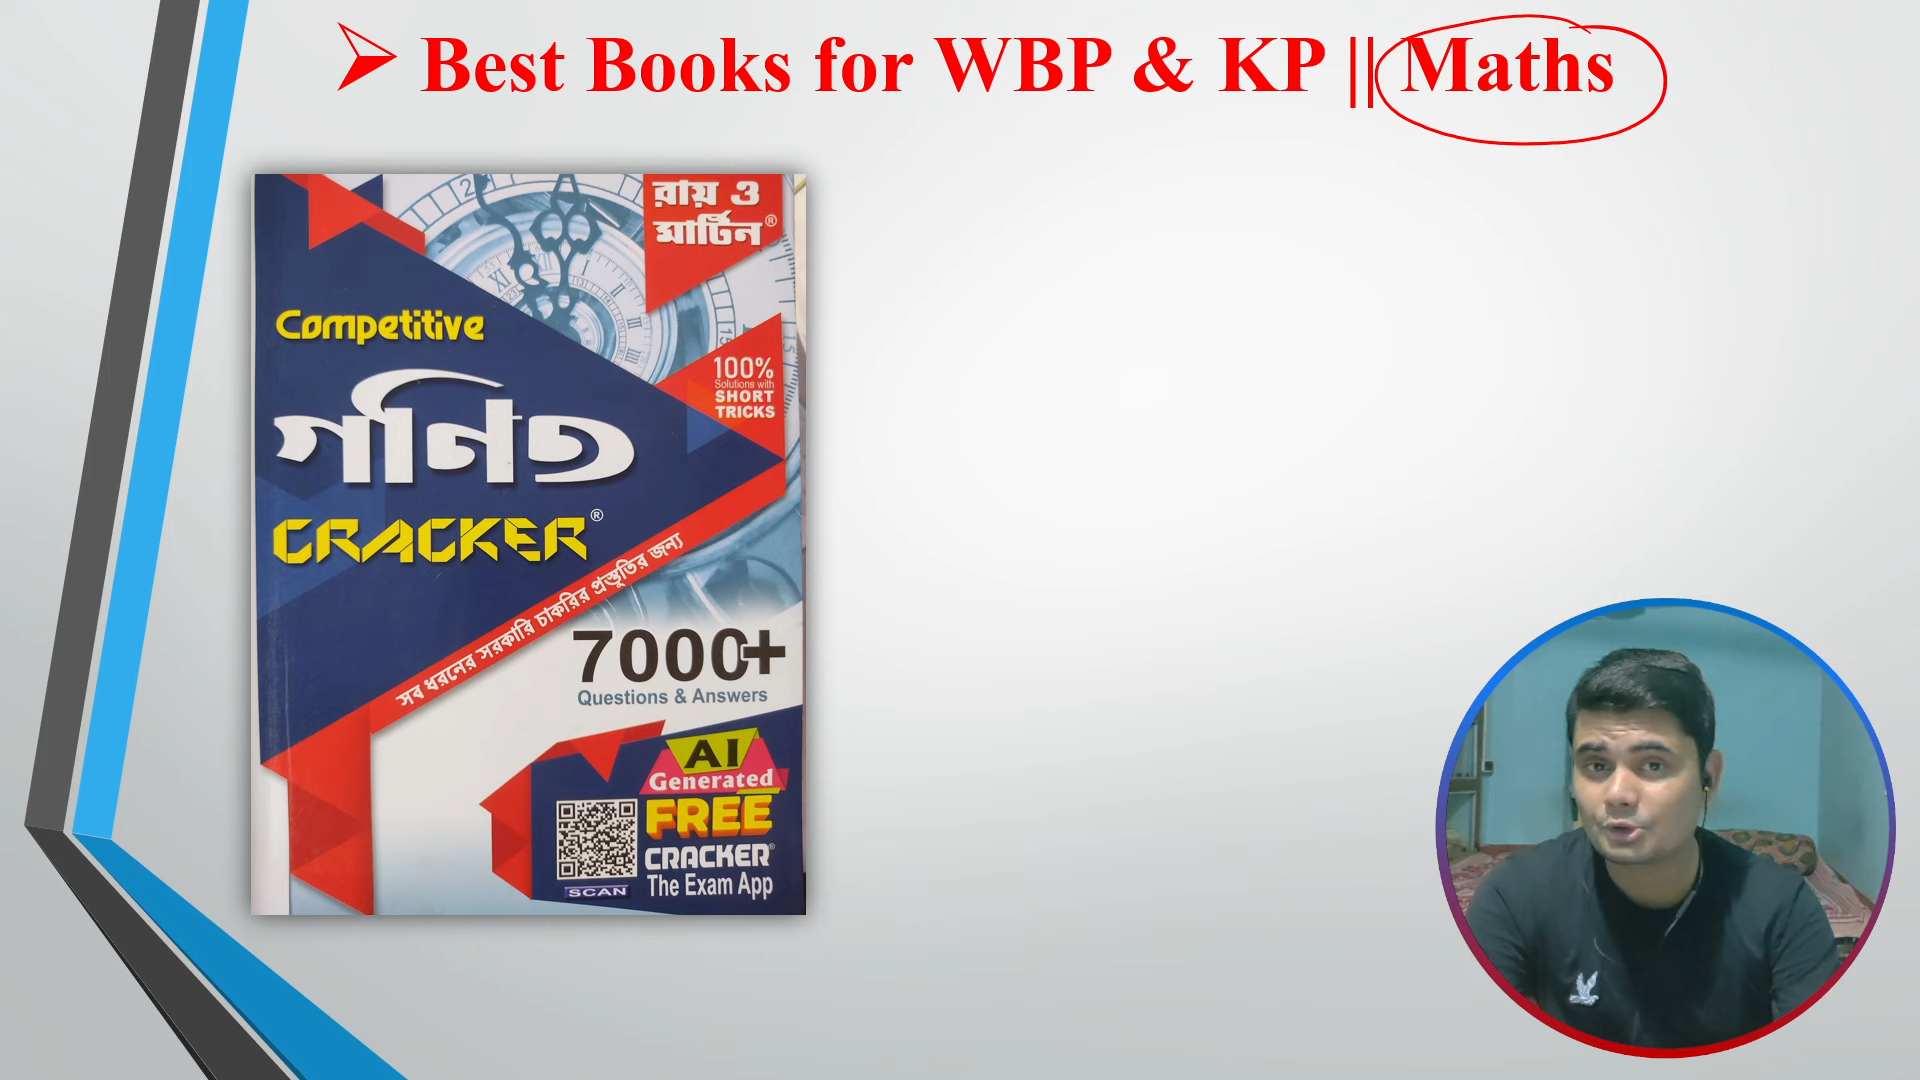 Best Books for WBP & KP || Maths
রায় ও
মার্টিন®
Competitive
100%
Solutions with
SHORT
TRICKS
গণিত
CRACKER®
সব ধরনের সরকারি চাকরির প্রস্তুতির জন্য
7000+
Questions & Answers
AI
Generated
FREE
CRACKER®
The Exam App
SCAN